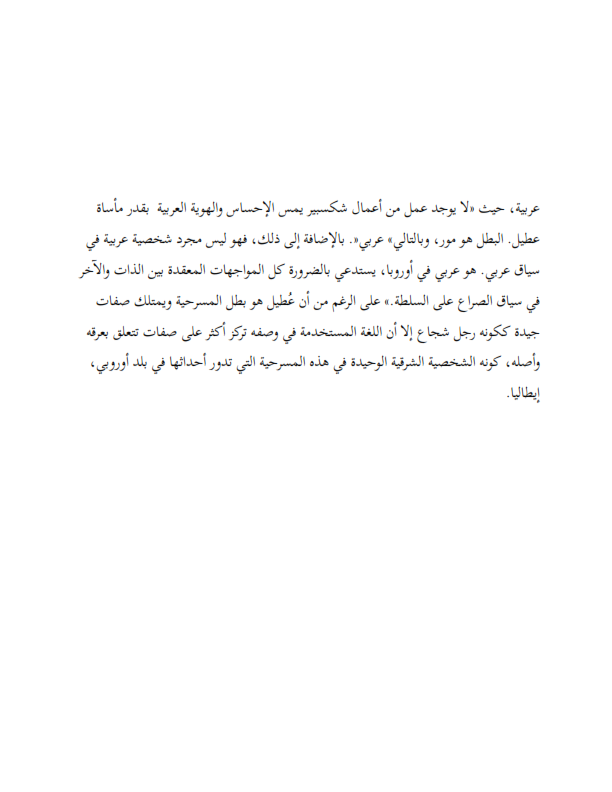 عربية، حيث «لا يوجد عمل من أعمال شكسبير يمس الإحساس والهوية العربية بقدر مأساة
عطيل. البطل هو مور، وبالتالي» عربي«. بالإضافة إلى ذلك، فهو ليس مجرد شخصية عربية في
سياق عربي. هو عربي في أوروبا، يستدعي بالضرورة كل المواجهات المعقدة بين الذات والآخر
في سياق الصراع على السلطة.» على الرغم من أن عُطيل هو بطل المسرحية ويمتلك صفات
جيدة ككونه رجل شجاع إلا أن اللغة المستخدمة في وصفه تركز أكثر على صفات تتعلق بعرقه
وأصله، كونه الشخصية الشرقية الوحيدة في هذه المسرحية التي تدور أحداثها في بلد أوروبي،
إيطاليا.